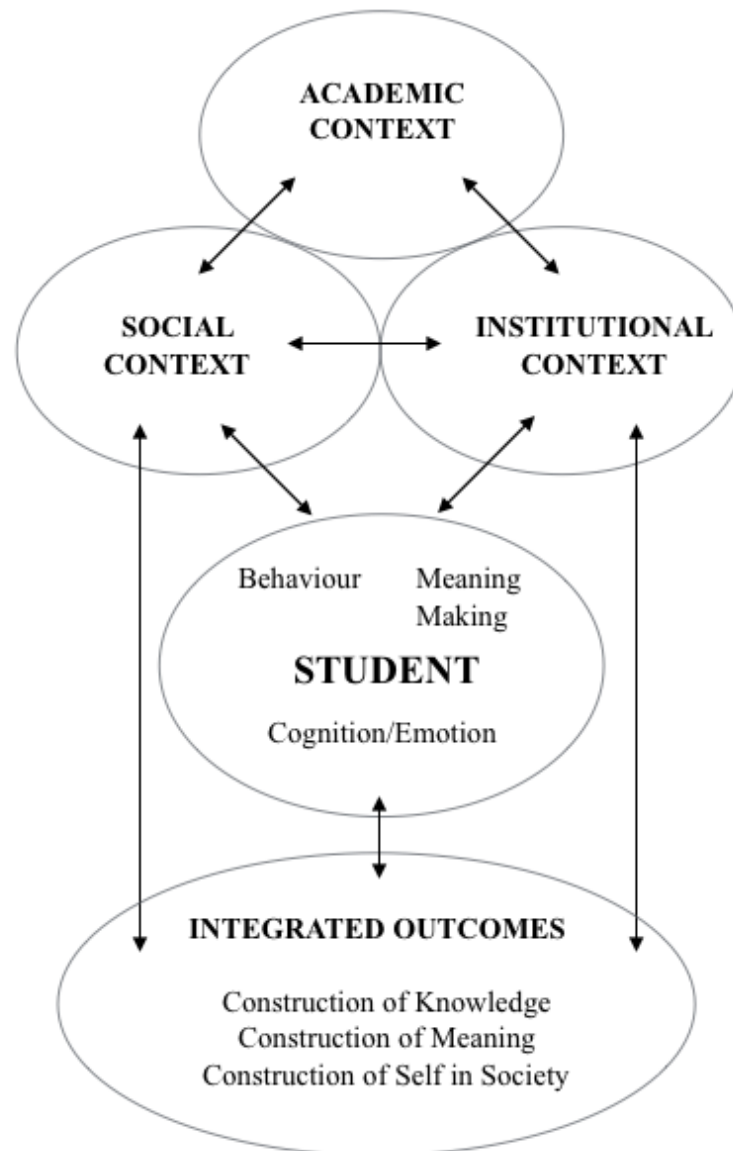 ACADEMIC
CONTEXT
SOCIAL
CONTEXT
INSTITUTIONAL
CONTEXT
Behaviour
Meaning
Making
STUDENT
Cognition/Emotion
INTEGRATED OUTCOMES
Construction of Knowledge
Construction of Meaning
Construction of Self in Society